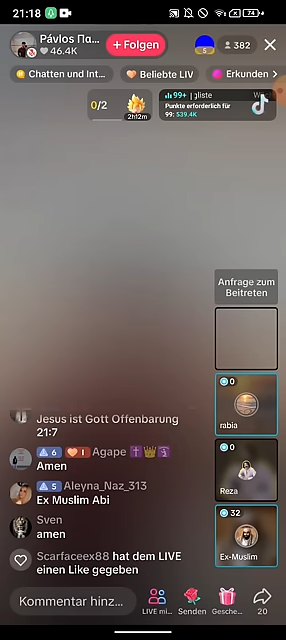 21:18
74
Pávlos Πα...
46.4K
+ Folgen
5
382
Chatten und Int...
Beliebte LIV
Erkunden >
0/2
2h12m
99+
liste
Punkte erforderlich für
99: 539.4K
Anfrage zum
Beitreten
0
rabia
0
Reza
32
Ex-Muslim
Jesus ist Gott Offenbarung
21:7
6 1 Agape
Amen
5 Aleyna_Naz_313
Ex Muslim Abi
Sven
amen
Scarfaceex88 hat dem LIVE
einen Like gegeben
Kommentar hinz...
LIVE mi...
Senden
Gesche...
20